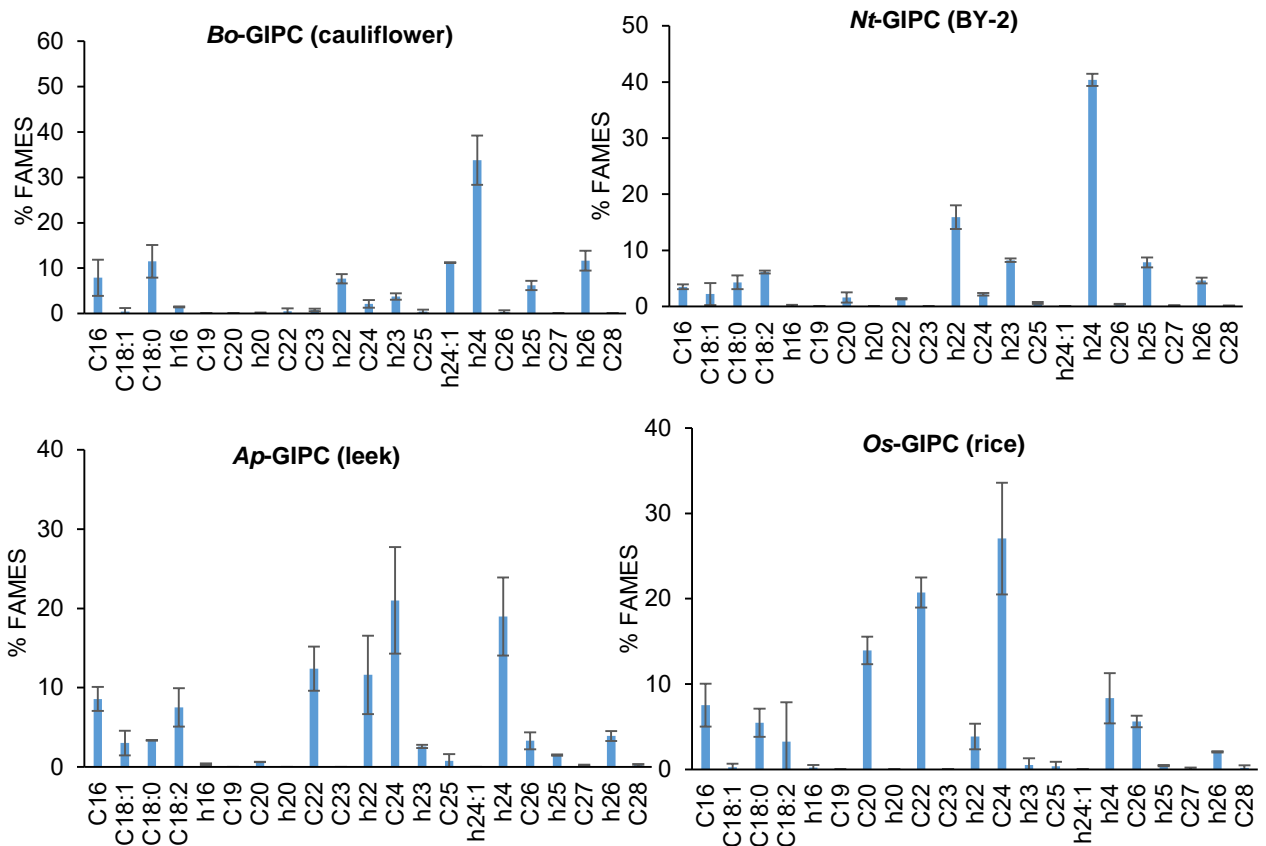 Bo-GIPC (cauliflower)
% FAMES
60
50
40
30
20
10
0
C16
C18:1
C18:0
h16
C19
C20
h20
C22
C23
h22
C24
h23
C25
h24:1
h24
C26
h25
C27
h26
C28
Nt-GIPC (BY-2)
% FAMES
50
40
30
20
10
0
C16
C18:1
C18:0
C18:2
h16
C19
C20
h20
C22
C23
h22
C24
h23
C25
h24:1
h24
C26
h25
C27
h26
C28
Ap-GIPC (leek)
% FAMES
40
30
20
10
0
C16
C18:1
C18:0
C18:2
h16
C19
C20
h20
C22
C23
h22
C24
h23
C25
h24:1
h24
C26
h25
C27
h26
C28
Os-GIPC (rice)
% FAMES
40
30
20
10
0
C16
C18:1
C18:0
C18:2
h16
C19
C20
h20
C22
h22
C23
C24
h23
C25
h24:1
h24
C26
h25
C27
h26
C28